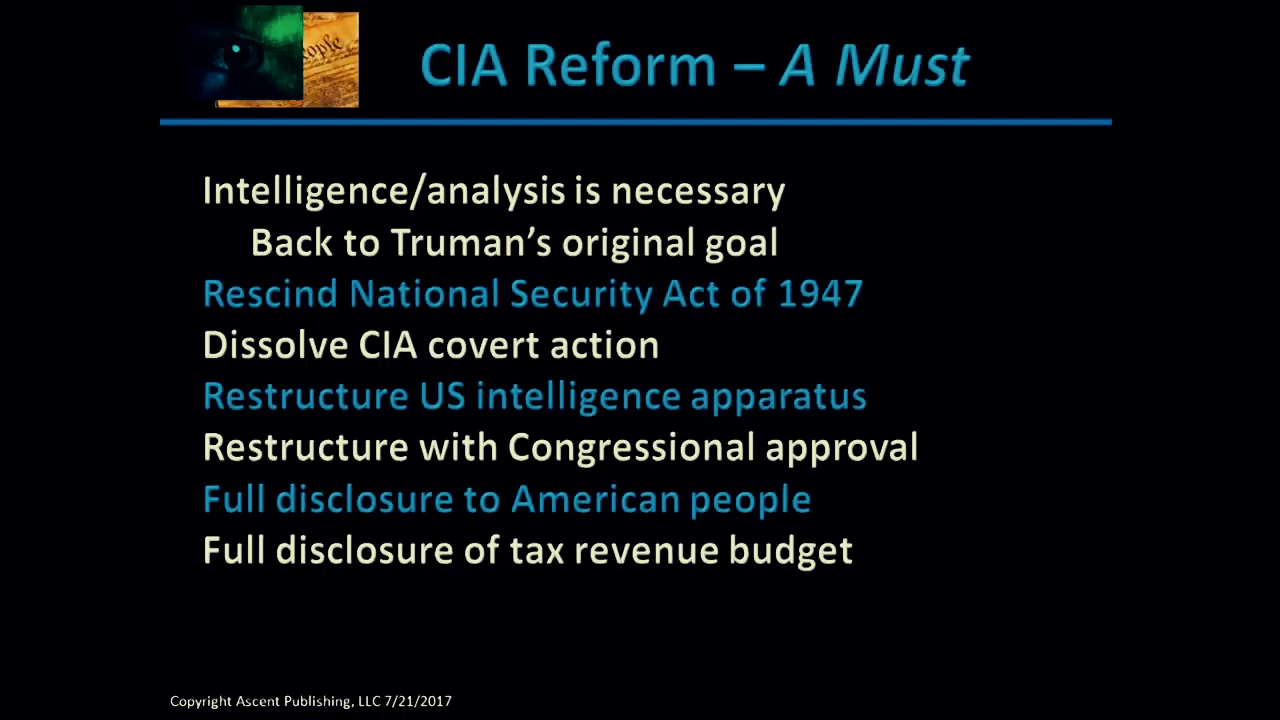 ople
CIA Reform – A Must
Intelligence/analysis is necessary
Back to Truman’s original goal
Rescind National Security Act of 1947
Dissolve CIA covert action
Restructure US intelligence apparatus
Restructure with Congressional approval
Full disclosure to American people
Full disclosure of tax revenue budget
Copyright Ascent Publishing, LLC 7/21/2017